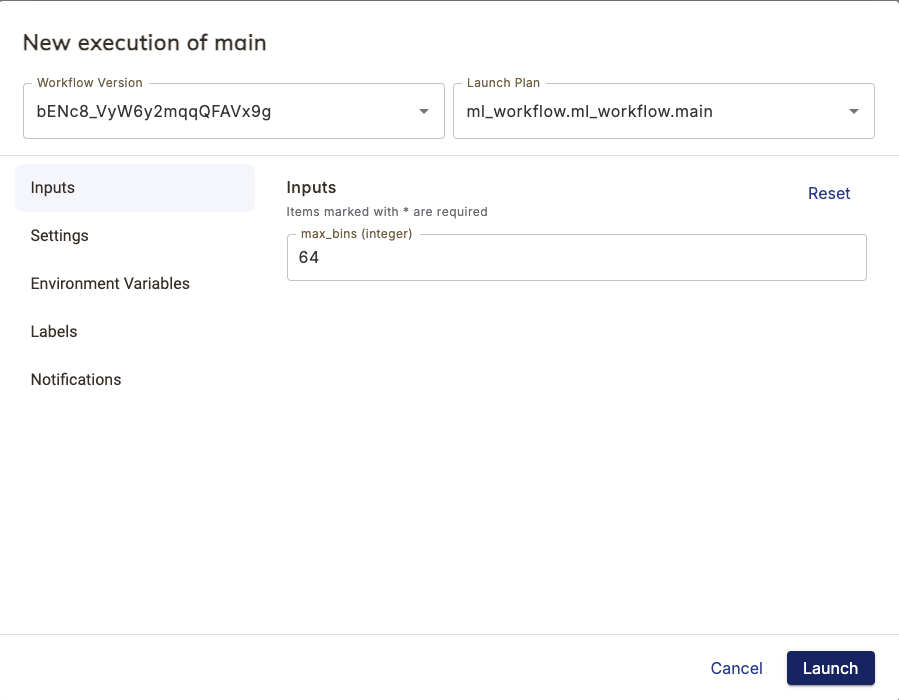 New execution of main
Workflow Version
bENc8_VyW6y2mqqQFAVx9g
Launch Plan
ml_workflow.ml_workflow.main
Inputs
Settings
Environment Variables
Labels
Notifications
Inputs
Reset
Items marked with * are required
max_bins (integer)
64
Cancel
Launch